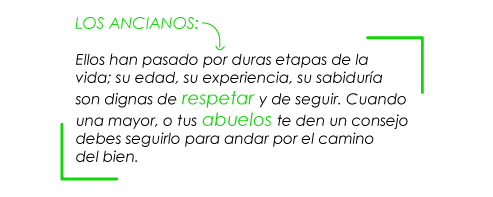 LOS ANCIANOS:
Ellos han pasado por duras etapas de la
vida; su edad, su experiencia, su sabiduría
son dignas de respetar y de seguir. Cuando
una mayor, o tus abuelos te den un consejo
debes seguirlo para andar por el camino
del bien.